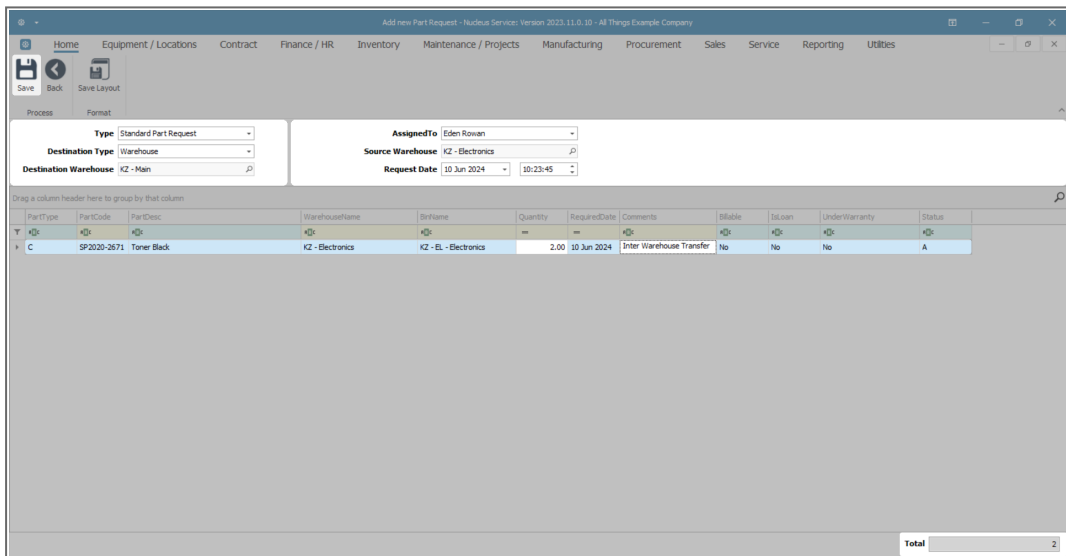 Add new Part Request - Nucleus Service: Version 2023.11.0.10 - All Things Example Company
Home Equipment / Locations Contract Finance / HR Inventory Maintenance / Projects Manufacturing Procurement Sales Service Reporting Utilities
Save Back Save Layout
Process Format
Type Standard Part Request AssignedTo Eden Rowan
Destination Type Warehouse Source Warehouse KZ - Electronics
Destination Warehouse KZ - Main Request Date 10 Jun 2024 10:23:45
Drag a column header here to group by that column
PartType PartCode PartDesc WarehouseName BinName Quantity RequiredDate Comments Billable IsLoan UnderWarranty Status
C SP2020-2671 Toner Black KZ - Electronics KZ - EL - Electronics 2.00 10 Jun 2024 Inter Warehouse Transfer No No No A
Total 2